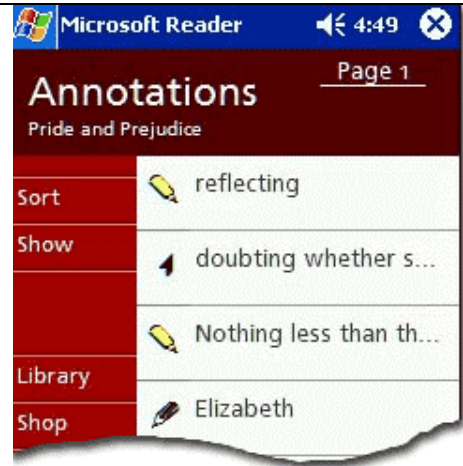 Microsoft Reader 4:49
Annotations
Page 1
Pride and Prejudice
Sort
Show
Library
Shop
reflecting
doubting whether s...
Nothing less than th...
Elizabeth